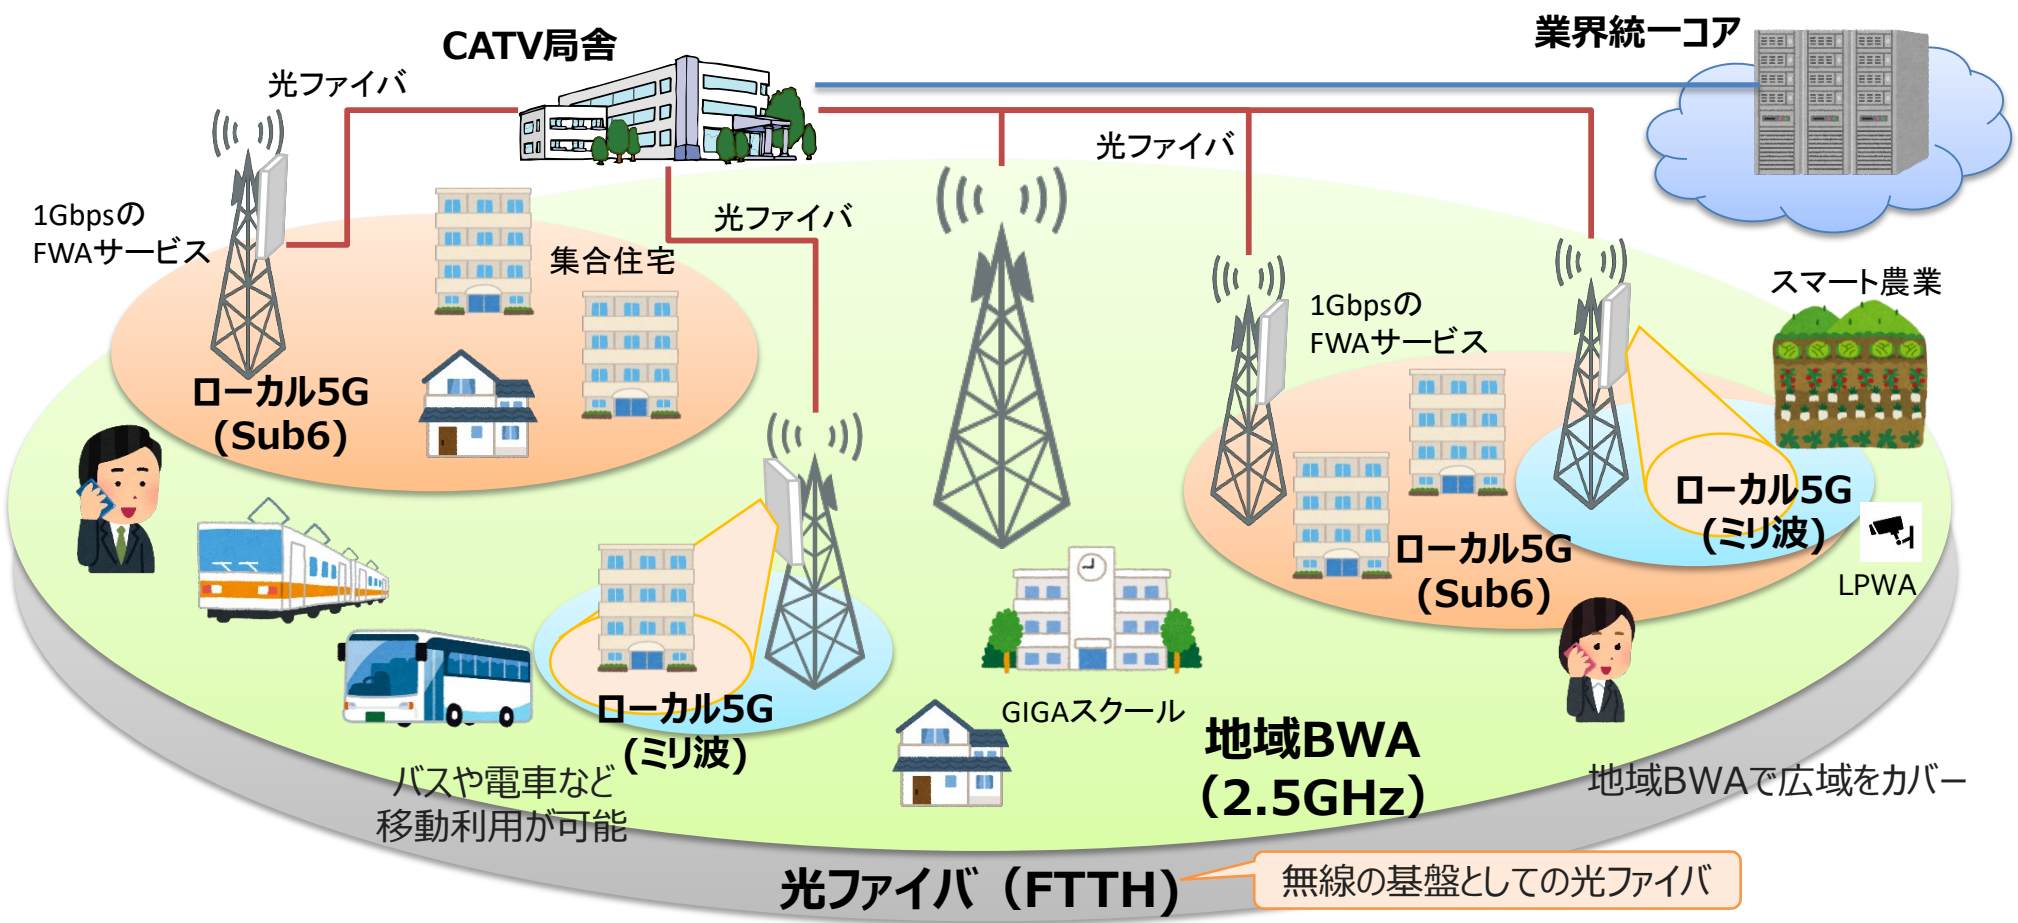 CATV局舎
業界統一コア
光ファイバ
光ファイバ
光ファイバ
1Gbpsの
FWAサービス
集合住宅
ローカル5G
(Sub6)
1Gbpsの
FWAサービス
スマート農業
ローカル5G
(ミリ波)
ローカル5G
(Sub6)
LPWA
ローカル5G
(ミリ波)
GIGAスクール
地域BWA
(2.5GHz)
バスや電車など
移動利用が可能
地域BWAで広域をカバー
光ファイバ（FTTH)
無線の基盤としての光ファイバ